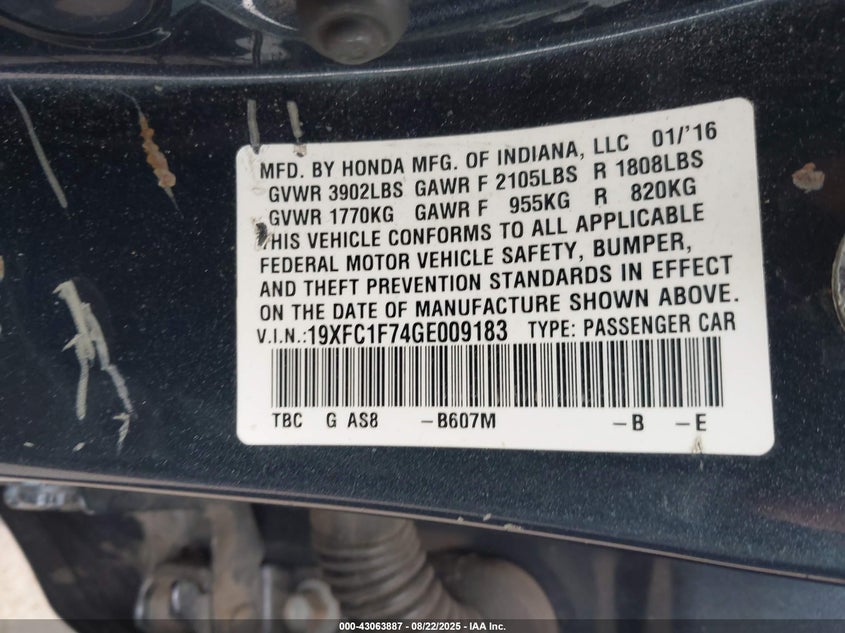 MFD. BY HONDA MFG. OF INDIANA, LLC 01/'16
GVWR 3902LBS GAWR F 2105LBS R 1808LBS
GVWR 1770KG GAWR F 955KG R 820KG
THIS VEHICLE CONFORMS TO ALL APPLICABLE
FEDERAL MOTOR VEHICLE SAFETY, BUMPER,
AND THEFT PREVENTION STANDARDS IN EFFECT
ON THE DATE OF MANUFACTURE SHOWN ABOVE.
V.I.N.:19XFC1F74GE009183 TYPE: PASSENGER CAR
TBC G AS8 –B607M –B –E
000-43063887 - 08/22/2025 - IAA Inc.